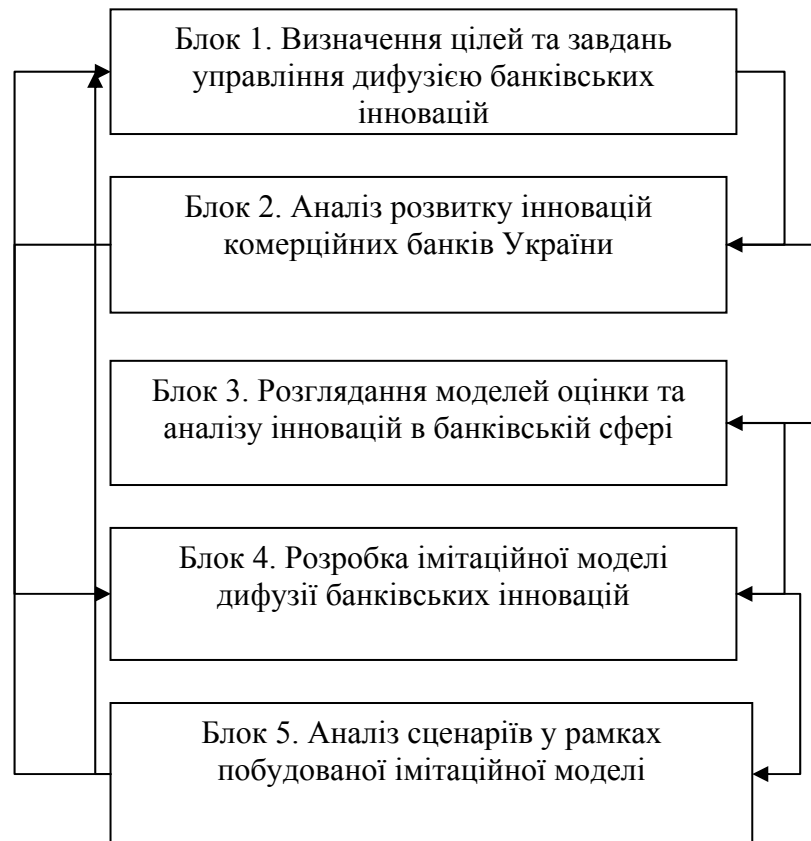 Блок 1. Визначення цілей та завдань
управління дифузією банківських
інновацій
Блок 2. Аналіз розвитку інновацій
комерційних банків України
Блок 3. Розглядання моделей оцінки та
аналізу інновацій в банківській сфері
Блок 4. Розробка імітаційної моделі
дифузії банківських інновацій
Блок 5. Аналіз сценаріїв у рамках
побудованої імітаційної моделі